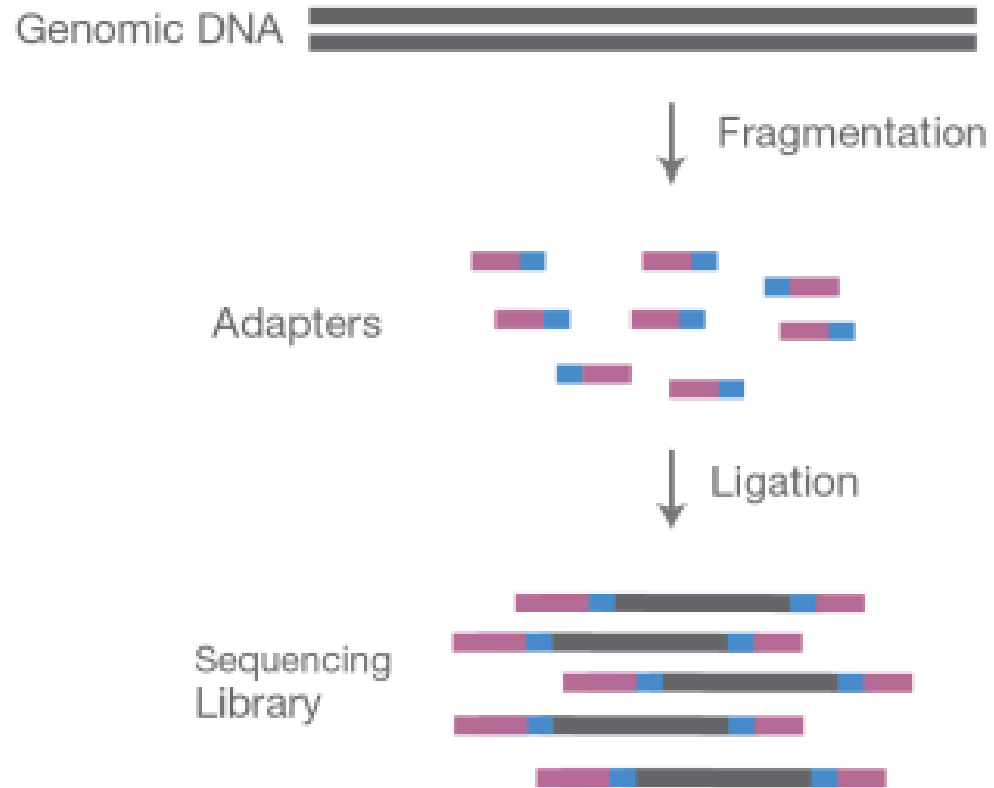 Genomic DNA
Fragmentation
Adapters
Ligation
Sequencing
Library